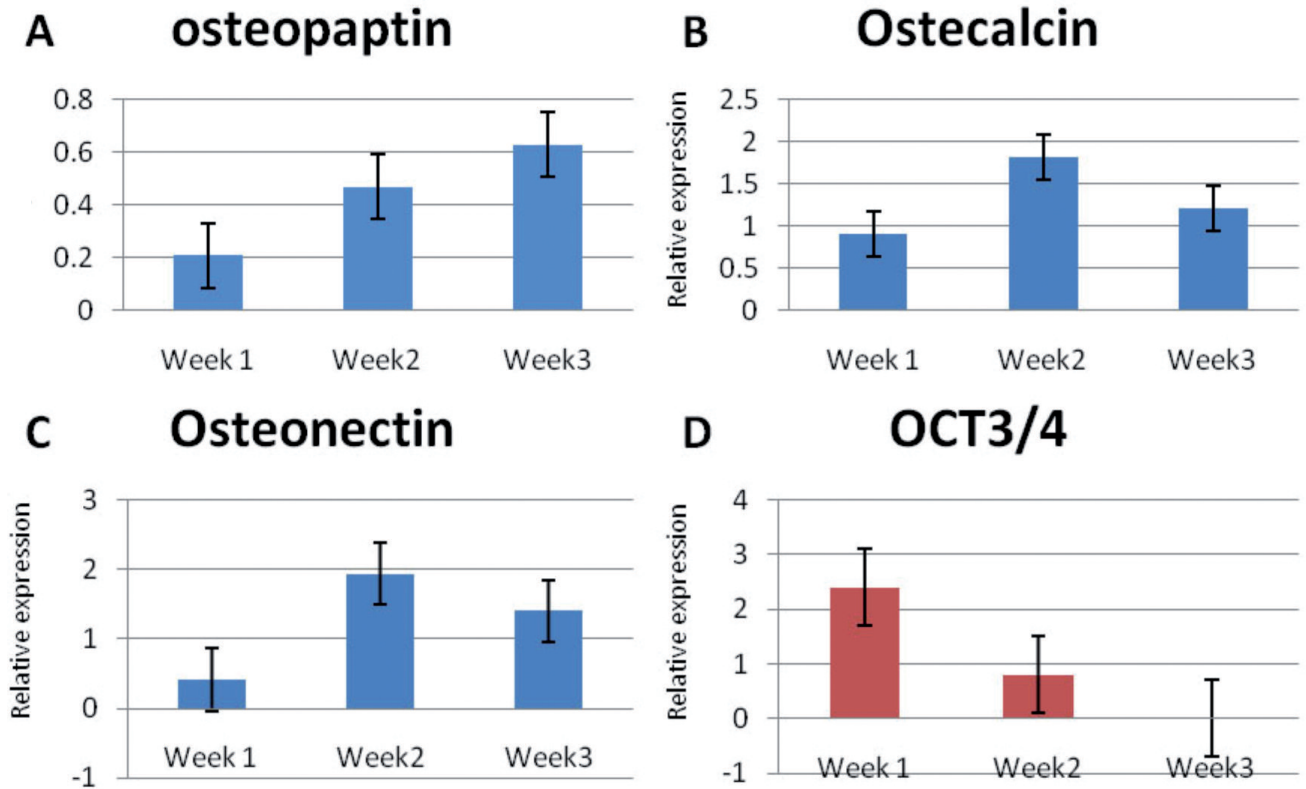 A osteopaptin
0.8
0.6
0.4
0.2
0
Week 1 Week2 Week3
B Ostecalcin
Relative expression
2.5
2
1.5
1
0.5
0
Week 1 Week2 Week3
C Osteonectin
Relative expression
3
2
1
0
-1
Week 1 Week2 Week3
D OCT3/4
Relative expression
4
3
2
1
0
-1
Week 1 Week2 Week3